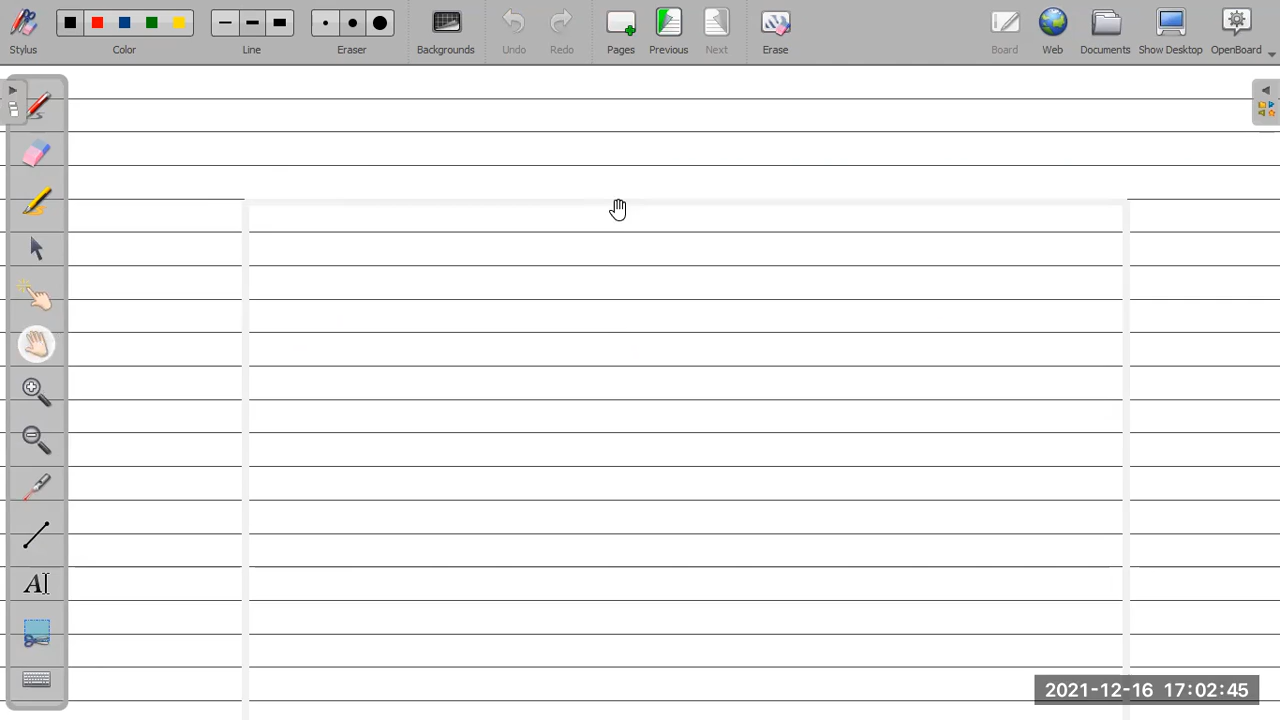 Stylus Color Line Eraser Backgrounds Undo Redo Pages Previous Next Erase Board Web Documents Show Desktop OpenBoard
A
2021-12-16 17:02:45